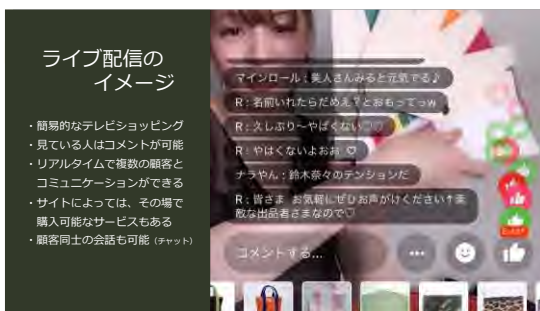 ライブ配信の
イメージ
・簡易的なテレビショッピング
・見ている人はコメントが可能
・リアルタイムで複数の顧客と
コミュニケーションができる
・サイトによっては、その場で
購入可能なサービスもある
・顧客同士の会話も可能（チャット）
マインロール：美人さんみると元気でる♪
R：名前いれたらだめえ？とおもってっw
R：久しぶり〜やばくない♡♡
R：やはくないよおお ♡
ナラやん：鈴木奈々のテンションだ
R：皆さま お気軽にぜひお声がけください↑素
敵な出品者さまなので♡
コメントする...